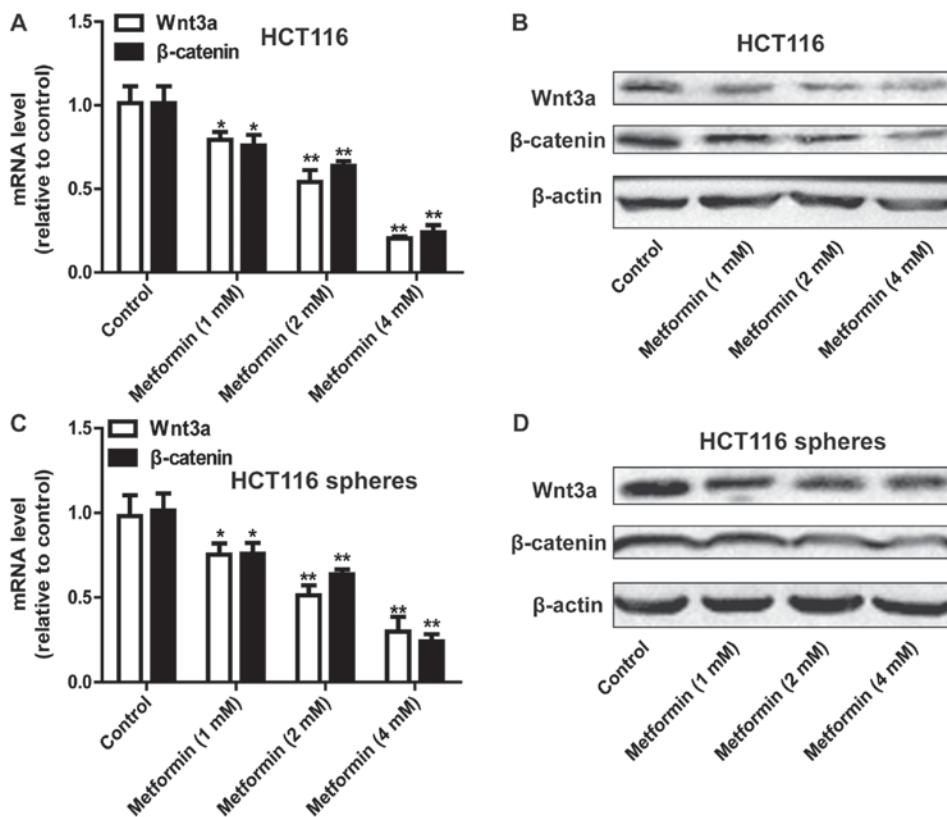 A
Wnt3a
β-catenin
HCT116
mRNA level
(relative to control)
1.5
1.0
0.5
0.0
* *
** **
** **
Control
Metformin (1 mM)
Metformin (2 mM)
Metformin (4 mM)
B
HCT116
Wnt3a
β-catenin
β-actin
Control
Metformin (1 mM)
Metformin (2 mM)
Metformin (4 mM)
C
Wnt3a
β-catenin
HCT116 spheres
mRNA level
(relative to control)
1.5
1.0
0.5
0.0
* *
** **
** **
Control
Metformin (1 mM)
Metformin (2 mM)
Metformin (4 mM)
D
HCT116 spheres
Wnt3a
β-catenin
β-actin
Control
Metformin (1 mM)
Metformin (2 mM)
Metformin (4 mM)